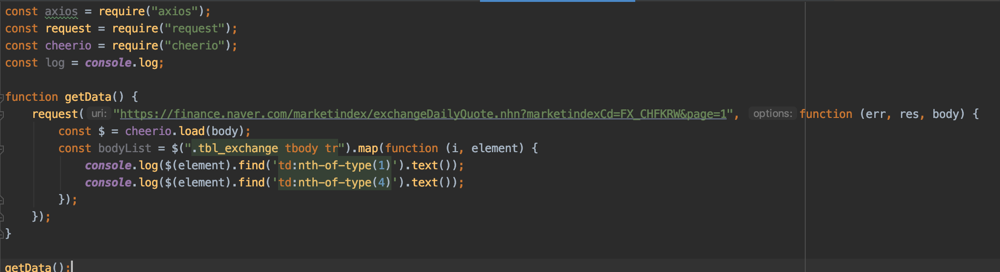 const axios = require("axios");
const request = require("request");
const cheerio = require("cheerio");
const log = console.log;
function getData() {
request( uri: "https://finance.naver.com/marketindex/exchangeDailyQuote.nhn?marketindexCd=FX_CHFKRW&page=1", options: function (err, res, body) {
const $ = cheerio.load(body);
const bodyList = $(".tbl_exchange tbody tr").map(function (i, element) {
console.log($(element).find('td:nth-of-type(1)').text());
console.log($(element).find('td:nth-of-type(4)').text());
});
});
}
getData();